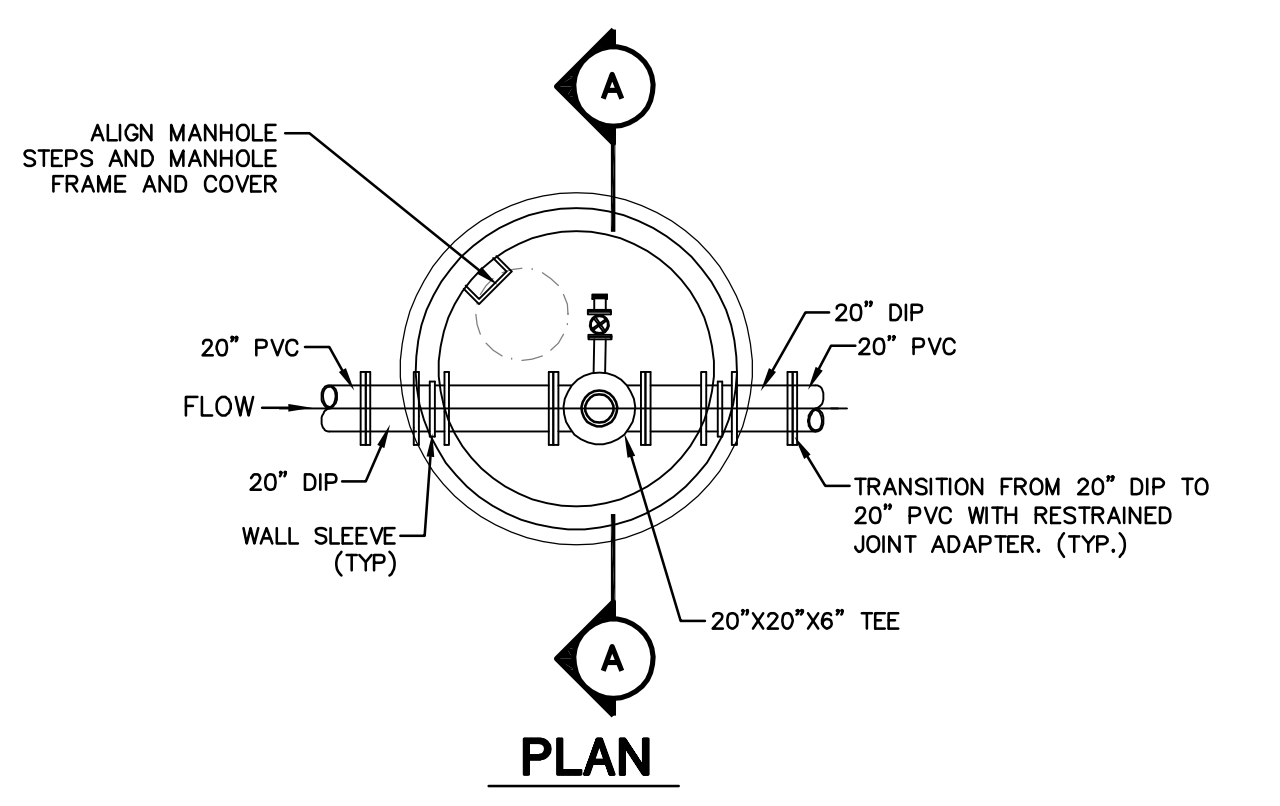 A
ALIGN MANHOLE
STEPS AND MANHOLE
FRAME AND COVER
20" DIP
20" PVC
20" PVC
FLOW
20" DIP
WALL SLEEVE
(TYP)
TRANSITION FROM 20" DIP TO
20" PVC WITH RESTRAINED
JOINT ADAPTER. (TYP.)
20"X20"X6" TEE
A
PLAN